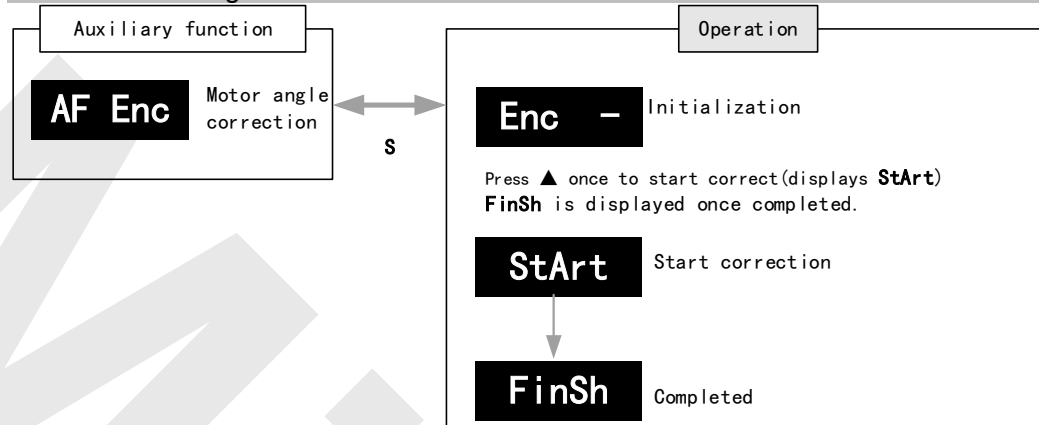 Auxiliary function
AF Enc
Motor angle
correction
S
Operation
Enc -
Initialization
Press ▲ once to start correct(displays StArt)
FinSh is displayed once completed.
StArt
Start correction
FinSh
Completed